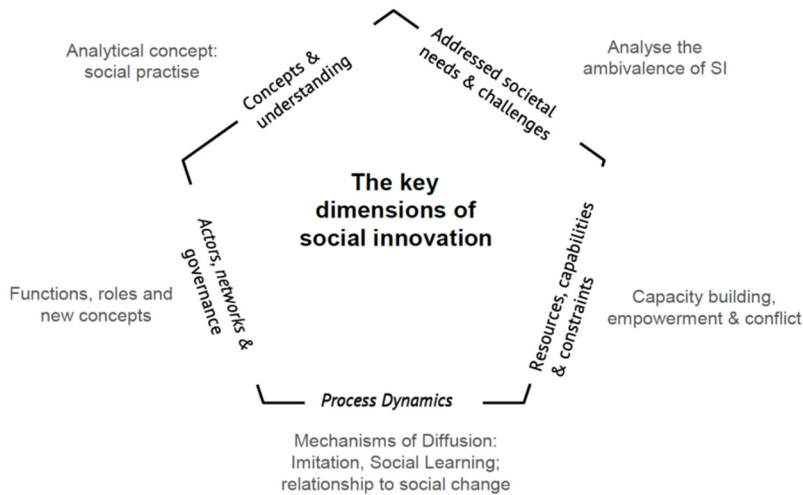 Analytical concept:
social practise
Concepts &
understanding
Addressed societal
needs & challenges
Analyse the
ambivalence of SI
The key
dimensions of
social innovation
Functions, roles and
new concepts
Actors, networks &
governance
Resources, capabilities
& constraints
Capacity building,
empowerment & conflict
Process Dynamics
Mechanisms of Diffusion:
Imitation, Social Learning;
relationship to social change